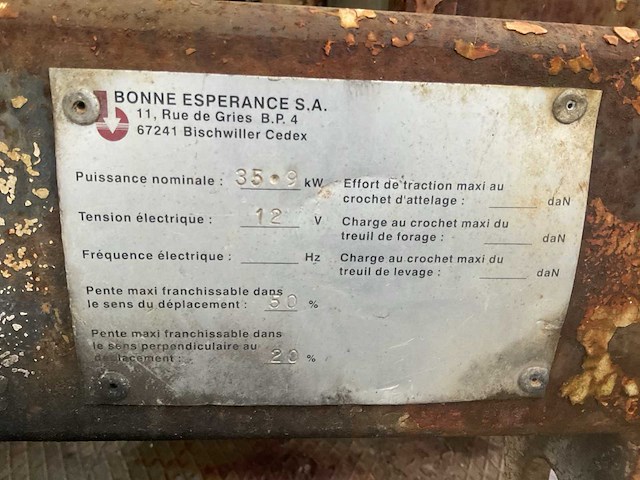 BONNE ESPERANCE S.A.
11, Rue de Gries B.P. 4
67241 Bischwiller Cedex
Puissance nominale : 35.9 kW
Tension électrique : 12 V
Fréquence électrique : Hz
Pente maxi franchissable dans
le sens du déplacement : 50 %
Pente maxi franchissable dans
le sens perpendiculaire au
déplacement : 20 %
Effort de traction maxi au
crochet d'attelage : daN
Charge au crochet maxi du
treuil de forage : daN
Charge au crochet maxi du
treuil de levage : daN